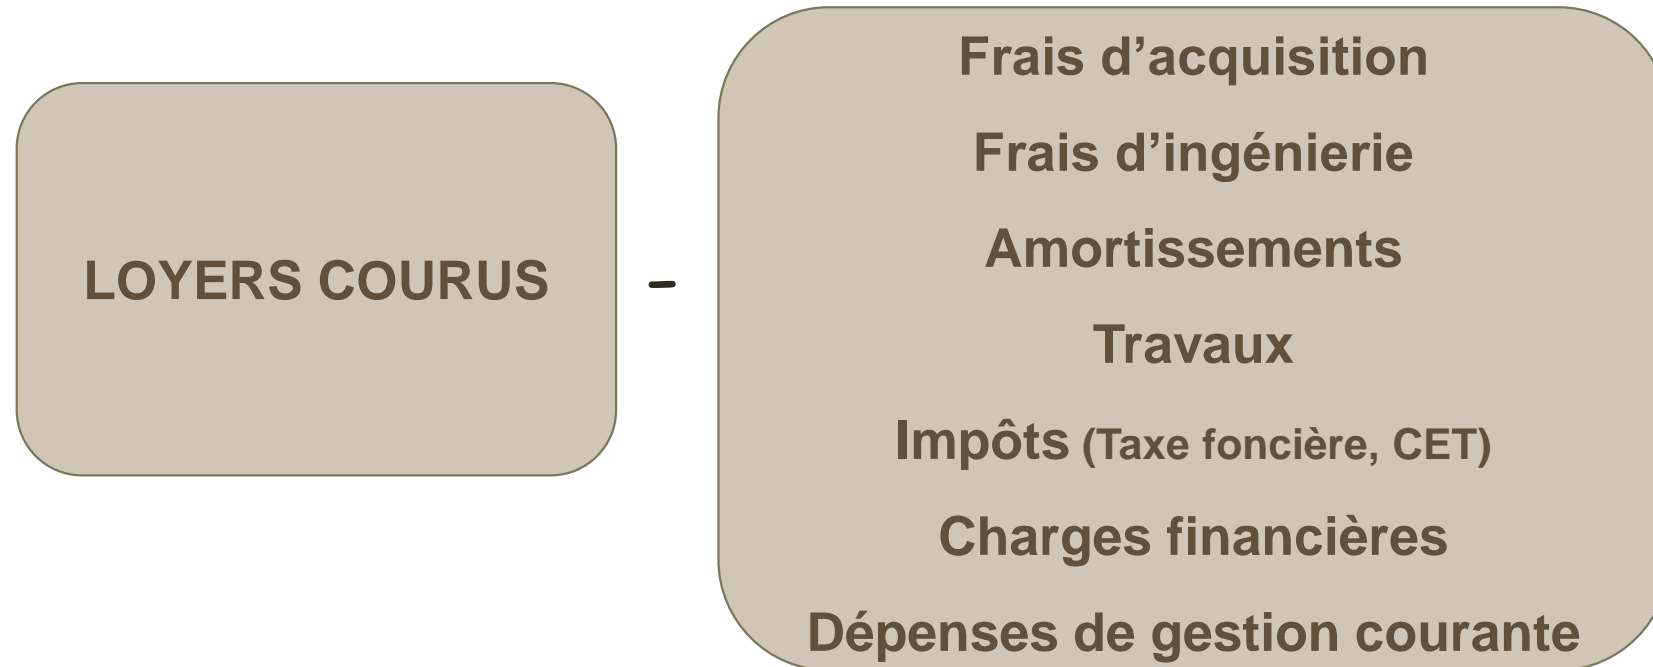 LOYERS COURUS
-
Frais d’acquisition
Frais d’ingénierie
Amortissements
Travaux
Impôts (Taxe foncière, CET)
Charges financières
Dépenses de gestion courante